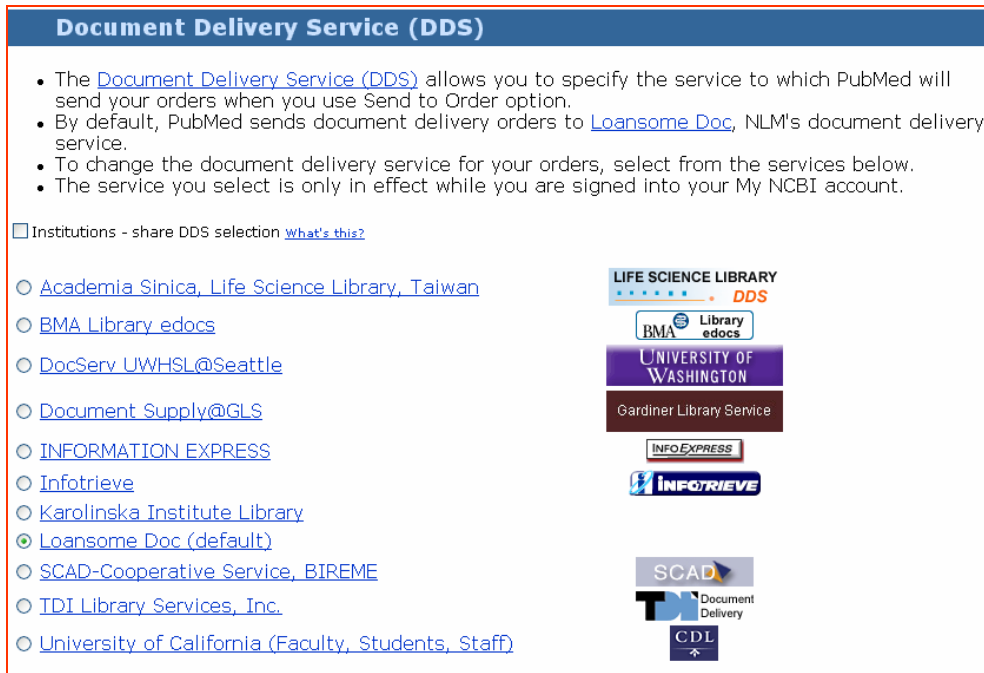 Document Delivery Service (DDS)
• The Document Delivery Service (DDS) allows you to specify the service to which PubMed will
send your orders when you use Send to Order option.
• By default, PubMed sends document delivery orders to Loansome Doc, NLM's document delivery
service.
• To change the document delivery service for your orders, select from the services below.
• The service you select is only in effect while you are signed into your My NCBI account.
Institutions - share DDS selection What's this?
Academia Sinica, Life Science Library, Taiwan
LIFE SCIENCE LIBRARY
DDS
BMA Library edocs
BMA Library
edocs
DocServ UWHSL@Seattle
UNIVERSITY OF
WASHINGTON
Document Supply@GLS
Gardiner Library Service
INFORMATION EXPRESS
INFOEXPRESS
Infotrieve
INFOTRIEVE
Karolinska Institute Library
Loansome Doc (default)
SCAD-Cooperative Service, BIREME
SCAD
TDI Library Services, Inc.
TDI Document
Delivery
University of California (Faculty, Students, Staff)
CDL